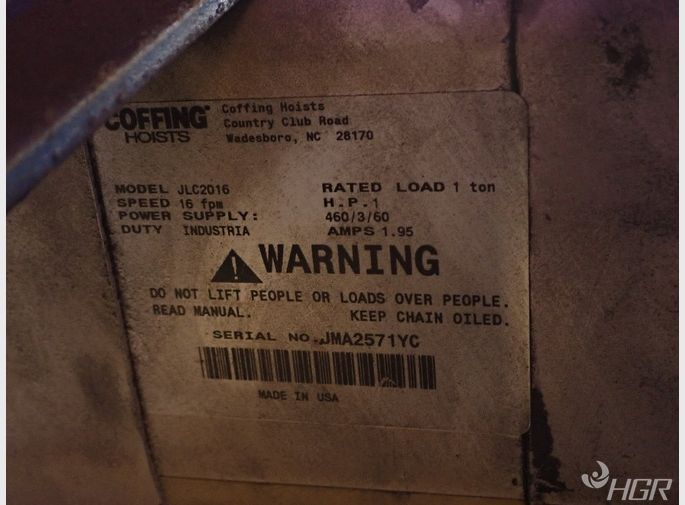 COFFING
HOISTS
Coffing Hoists
Country Club Road
Wadesboro, NC 28170
MODEL JLC2016 RATED LOAD 1 ton
SPEED 16 fpm H.P. 1
POWER SUPPLY: 460/3/60
DUTY INDUSTRIA AMPS 1.95
WARNING
DO NOT LIFT PEOPLE OR LOADS OVER PEOPLE.
READ MANUAL. KEEP CHAIN OILED.
SERIAL NO. JMA2571YC
MADE IN USA
HGR